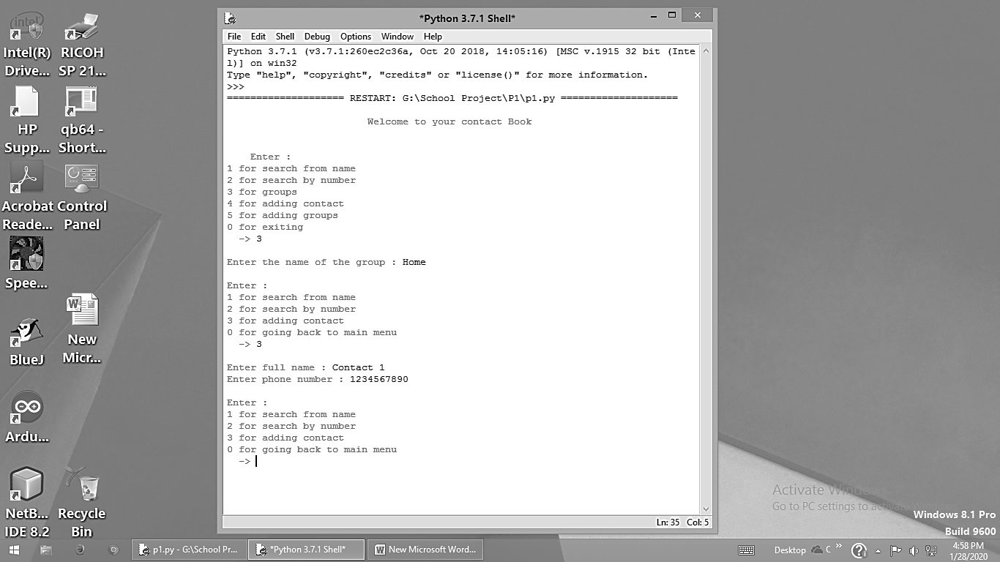 intel
Intel(R) RICOH
Drive... SP 21...
HP qb64 -
Supp... Short...
Acrobat Control
Reade... Panel
Spee...
New
BlueJ Micr...
Ardu...
NetB... Recycle
IDE 8.2 Bin
*Python 3.7.1 Shell*
File Edit Shell Debug Options Window Help
Python 3.7.1 (v3.7.1:260ec2c36a, Oct 20 2018, 14:05:16) [MSC v.1915 32 bit (Inte
l)] on win32
Type "help", "copyright", "credits" or "license()" for more information.
>>>
==================== RESTART: G:\School Project\P1\p1.py ====================
Welcome to your contact Book
Enter :
1 for search from name
2 for search by number
3 for groups
4 for adding contact
5 for adding groups
0 for exiting
-> 3
Enter the name of the group : Home
Enter :
1 for search from name
2 for search by number
3 for adding contact
0 for going back to main menu
-> 3
Enter full name : Contact 1
Enter phone number : 1234567890
Enter :
1 for search from name
2 for search by number
3 for adding contact
0 for going back to main menu
->
Ln: 35 Col: 5
Activate Windows
Go to PC settings to activate Windows.
Windows 8.1 Pro
Build 9600
p1.py - G:\School Pr... *Python 3.7.1 Shell* New Microsoft Word... Desktop C 4:58 PM
1/28/2020